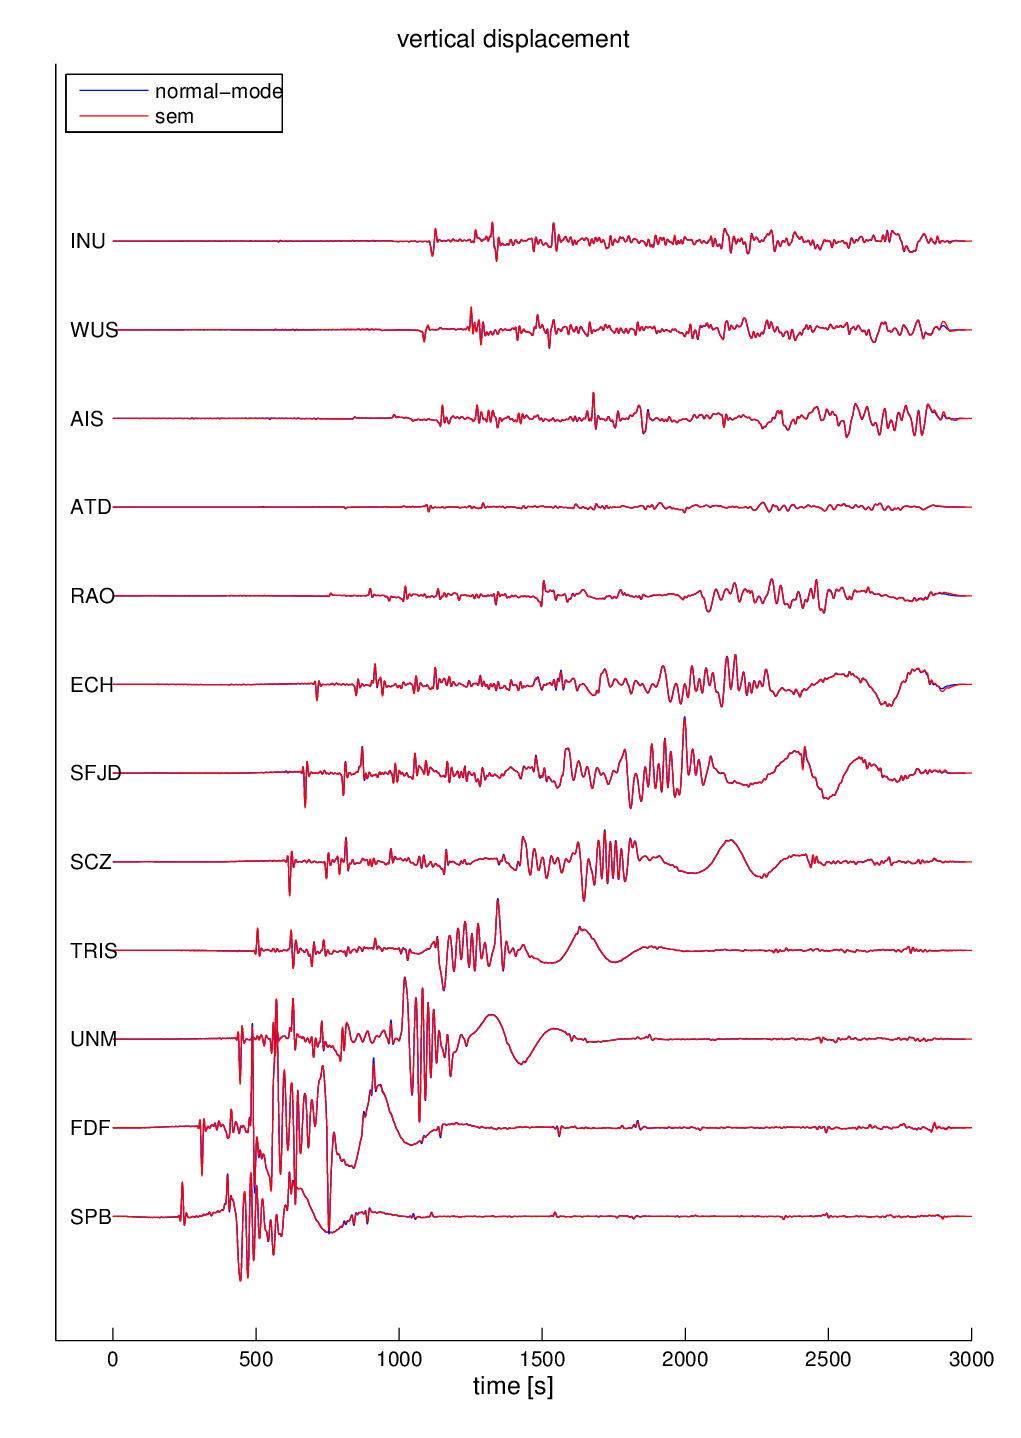 vertical displacement
normal−mode
sem
INU
WUS
AIS
ATD
RAO
ECH
SFJD
SCZ
TRIS
UNM
FDF
SPB
0 500 1000 1500 2000 2500 3000
time [s]